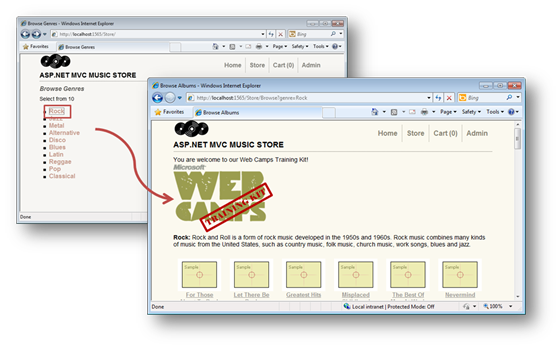 Browse Genres - Windows Internet Explorer
http://localhost:1565/Store/
Bing
Favorites
Browse Genres
Page
Safety
Tools
Home
Store
Cart (0)
Admin
ASP.NET MVC MUSIC STORE
Browse Genres
Select from 10
Rock
Metal
Alternative
Disco
Blues
Latin
Reggae
Pop
Classical
Done
Browse Albums - Windows Internet Explorer
http://localhost:1565/Store/Browse?genre=Rock
Bing
Favorites
Browse Albums
Page
Safety
Tools
Home
Store
Cart (0)
Admin
ASP.NET MVC MUSIC STORE
You are welcome to our Web Camps Training Kit!
Microsoft
WEB
CAMPS
TRAINING KIT
Rock: Rock and Roll is a form of rock music developed in the 1950s and 1960s. Rock music combines many kinds
of music from the United States, such as country music, folk music, church music, work songs, blues and jazz.
Sample
Sample
Sample
Sample
Sample
Sample
For Those
Let There Be
Greatest Hits
Misplaced
The Best Of
Nevermind
Done
Local intranet | Protected Mode: Off
100%